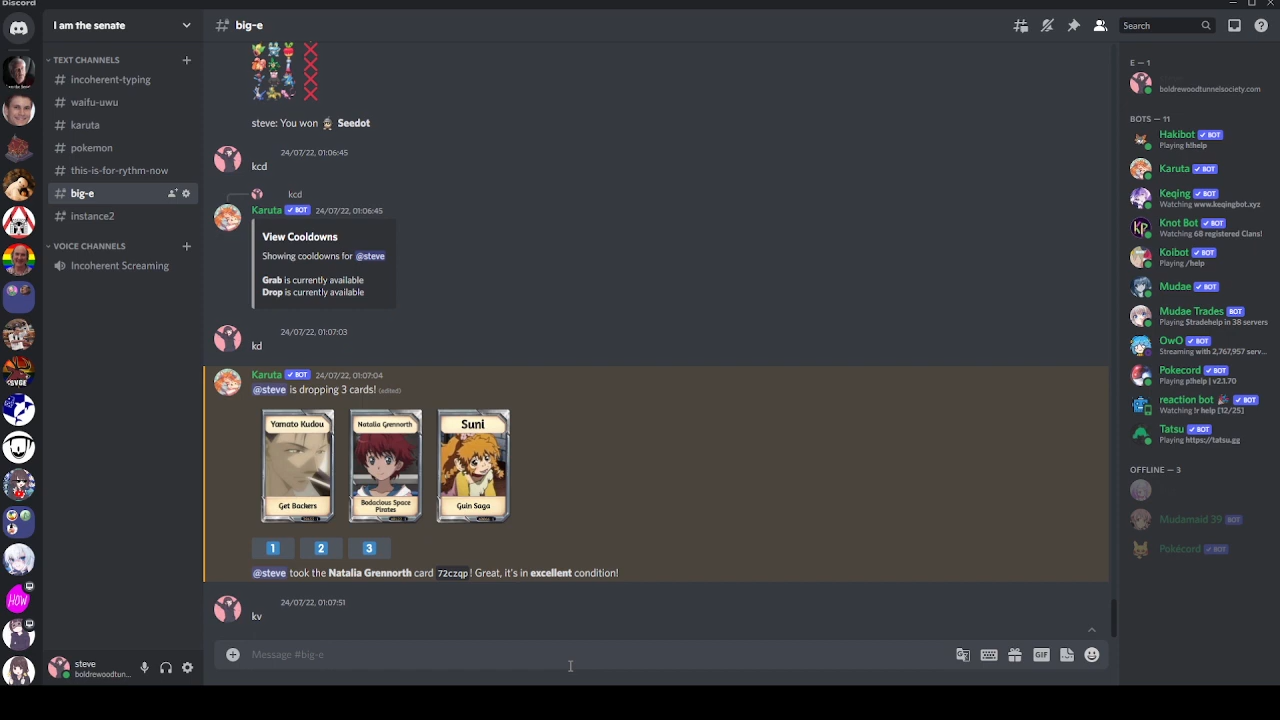 Discord
I am the senate
big-e
Search
TEXT CHANNELS
incoherent-typing
waifu-uwu
karuta
pokemon
this-is-for-rythm-now
big-e
instance2
VOICE CHANNELS
Incoherent Screaming
steve: You won Seedot
24/07/22, 01:06:45
kcd
kcd
Karuta BOT 24/07/22, 01:06:45
View Cooldowns
Showing cooldowns for @steve
Grab is currently available
Drop is currently available
24/07/22, 01:07:03
kd
Karuta BOT 24/07/22, 01:07:04
@steve is dropping 3 cards! (edited)
Yamato Kudou
Get Backers
Natalia Grennorth
Bodacious Space
Pirates
Suni
Guin Saga
1 2 3
@steve took the Natalia Grennorth card 72czqp! Great, it's in excellent condition!
24/07/22, 01:07:51
kv
Message #big-e
GIF
steve
boldrewoodtun...
HOW
E — 1
boldrewoodtunnelsociety.com
BOTS — 11
Hakibot BOT
Playing h!help
Karuta BOT
Keqing BOT
Watching www.keqingbot.xyz
Knot Bot BOT
Watching 68 registered Clans!
Koibot BOT
Playing /help
Mudae BOT
Mudae Trades BOT
Playing $tradehelp in 38 servers
OwO BOT
Streaming with 2,767,957 serv...
Pokecord BOT
Playing p!help | v2.1.70
reaction bot BOT
Watching !r help [12/25]
Tatsu BOT
Playing https://tatsu.gg
OFFLINE — 3
Mudamaid 39 BOT
Pokécord BOT